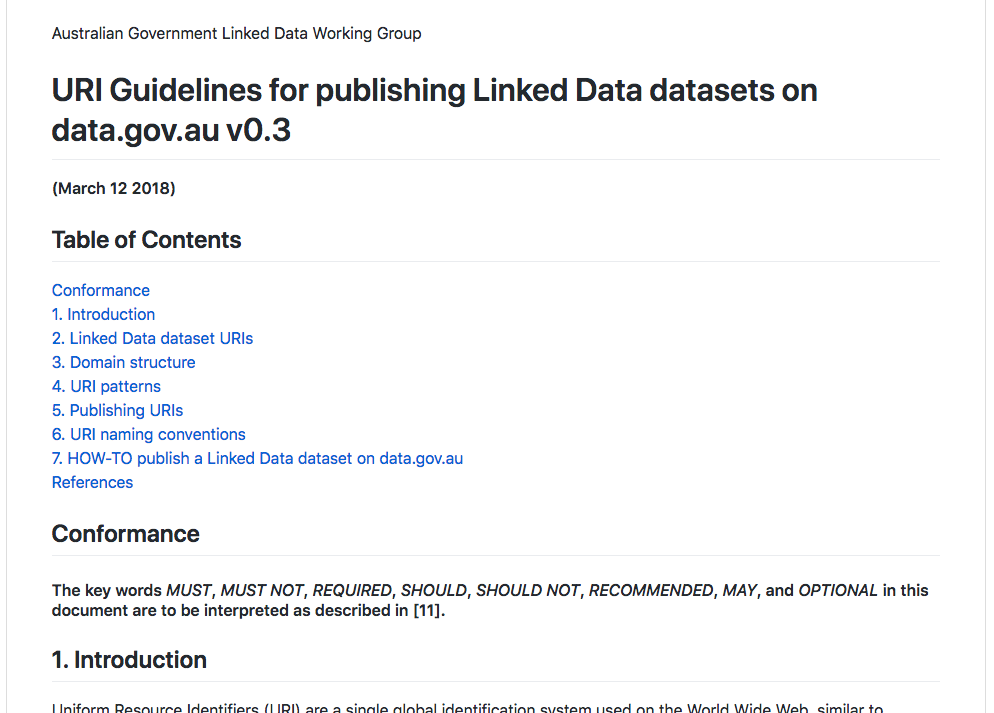 Australian Government Linked Data Working Group
URI Guidelines for publishing Linked Data datasets on
data.gov.au v0.3
(March 12 2018)
Table of Contents
Conformance
1. Introduction
2. Linked Data dataset URIs
3. Domain structure
4. URI patterns
5. Publishing URIs
6. URI naming conventions
7. HOW-TO publish a Linked Data dataset on data.gov.au
References
Conformance
The key words MUST, MUST NOT, REQUIRED, SHOULD, SHOULD NOT, RECOMMENDED, MAY, and OPTIONAL in this
document are to be interpreted as described in [11].
1. Introduction
Uniform Resource Identifiers (URI) are a single global identification system used on the World Wide Web, similar to